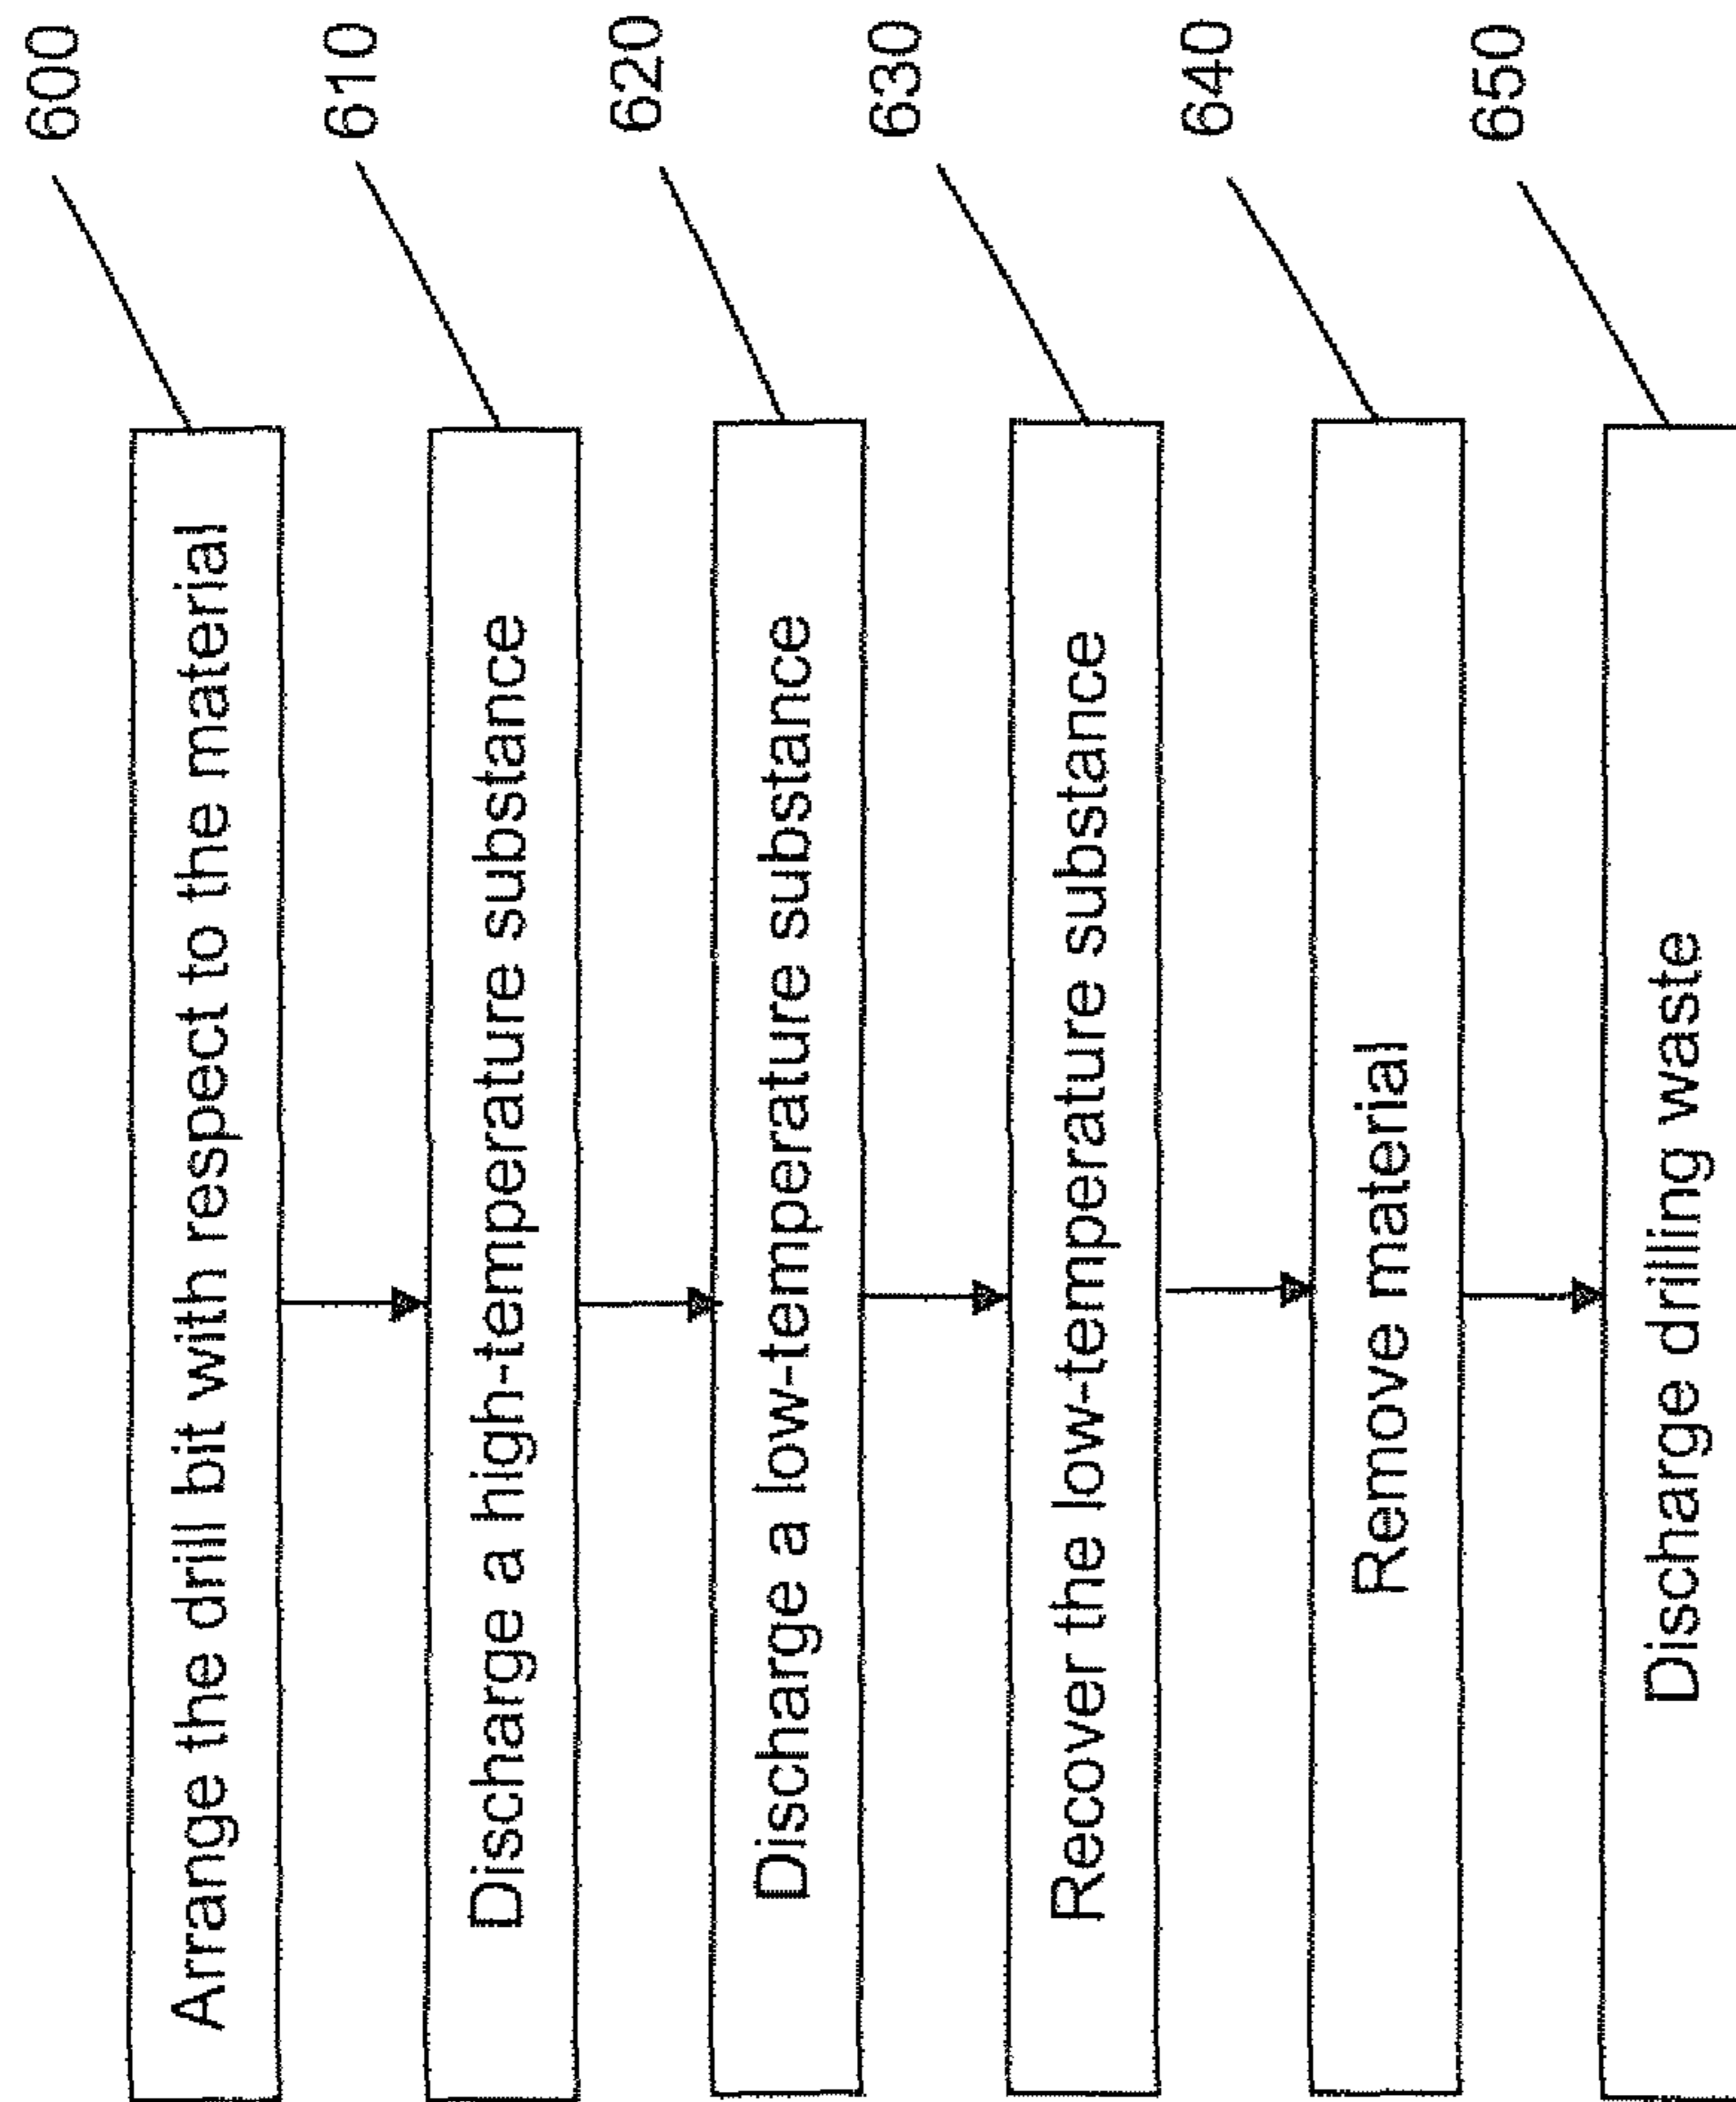 Arrange the drill bit with respect to the material
600
Discharge a high-temperature substance
610
Discharge a low-temperature substance
620
Recover the low-temperature substance
630
Remove material
640
Discharge drilling waste
650